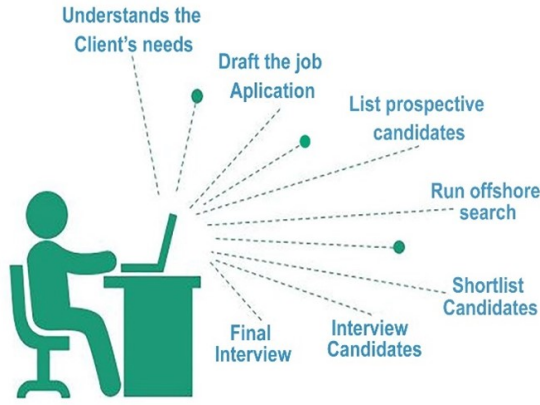 Understands the
Client's needs
Draft the job
Aplication
List prospective
candidates
Run offshore
search
Shortlist
Candidates
Interview
Candidates
Final
Interview